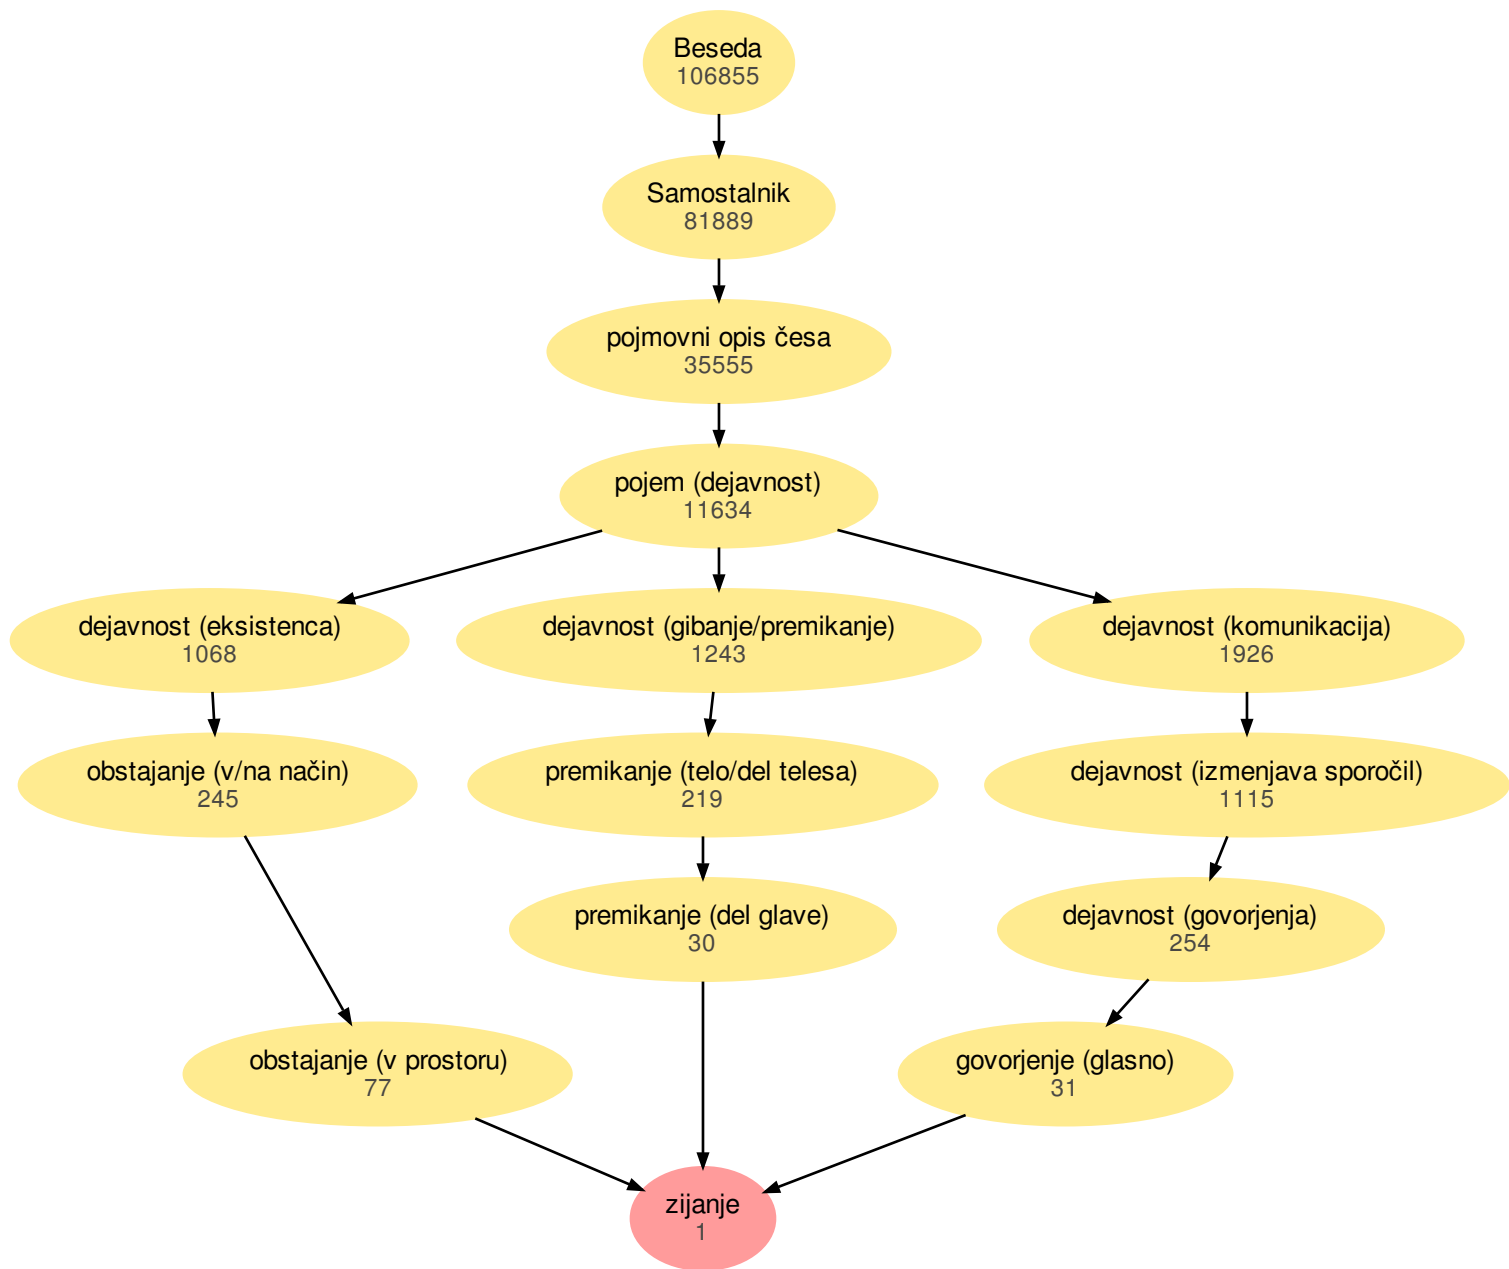 Beseda
106855
Samostalnik
81889
pojmovni opis česa
35555
pojem (dejavnost)
11634
dejavnost (eksistenca)
1068
dejavnost (gibanje/premikanje)
1243
dejavnost (komunikacija)
1926
obstajanje (v/na način)
245
premikanje (telo/del telesa)
219
dejavnost (izmenjava sporočil)
1115
premikanje (del glave)
30
dejavnost (govorjenja)
254
obstajanje (v prostoru)
77
govorjenje (glasno)
31
zijanje
1